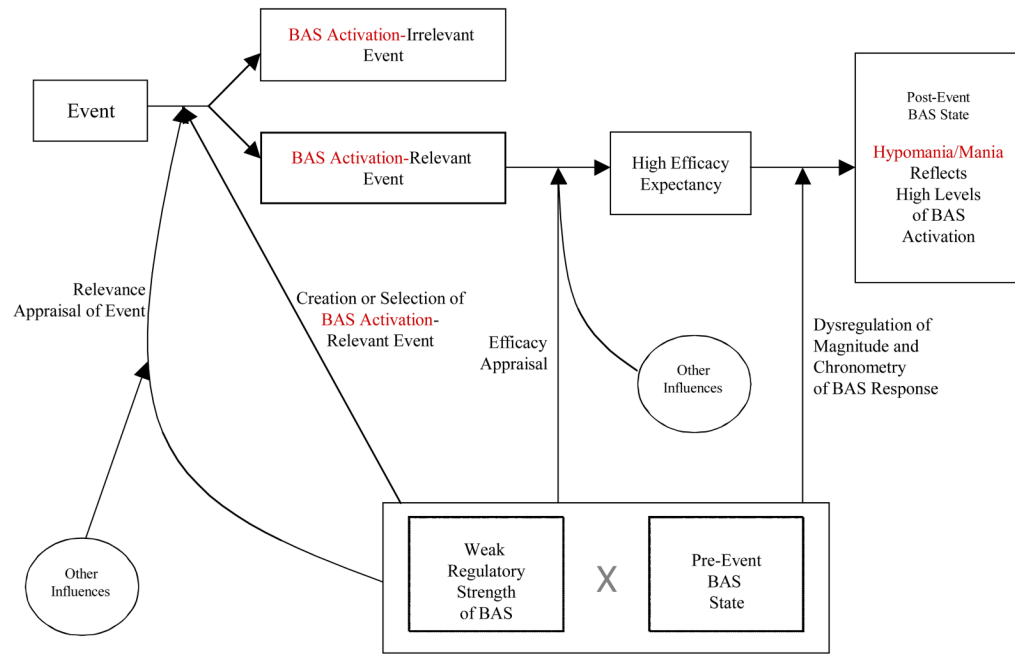 BAS Activation-Irrelevant
Event
Event
BAS Activation-Relevant
Event
High Efficacy
Expectancy
Post-Event
BAS State
Hypomania/Mania
Reflects
High Levels
of BAS
Activation
Relevance
Appraisal of Event
Creation or Selection of
BAS Activation-
Relevant Event
Efficacy
Appraisal
Other
Influences
Dysregulation of
Magnitude and
Chronometry
of BAS Response
Other
Influences
Weak
Regulatory
Strength
of BAS
X
Pre-Event
BAS
State